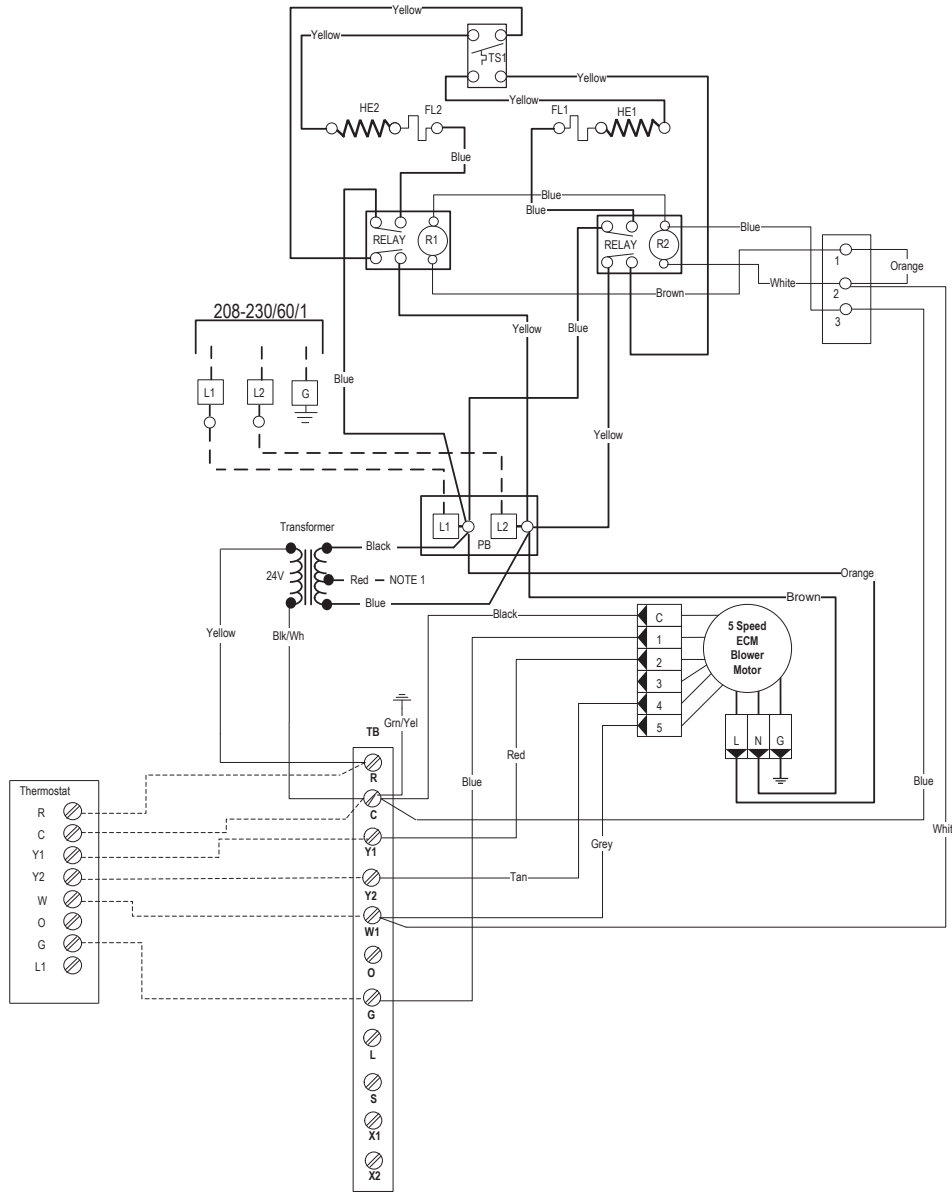 Yellow
Yellow
TS1
Yellow
Yellow
HE2
FL2
FL1
HE1
Blue
Blue
Blue
RELAY
R1
RELAY
R2
Blue
1
Orange
White
2
Brown
3
208-230/60/1
Yellow
Blue
Blue
L1
L2
G
Yellow
L1
L2
PB
Transformer
Black
24V
Red
NOTE 1
Blue
Orange
Brown
Yellow
Blk/Wh
Black
C
1
2
3
4
5
5 Speed
ECM
Blower
Motor
L
N
G
Grn/Yel
TB
Red
Blue
Blue
Whit
Grey
Tan
Thermostat
R
C
Y1
Y2
W
O
G
L1
R
C
Y1
Y2
W1
O
G
L
S
X1
X2